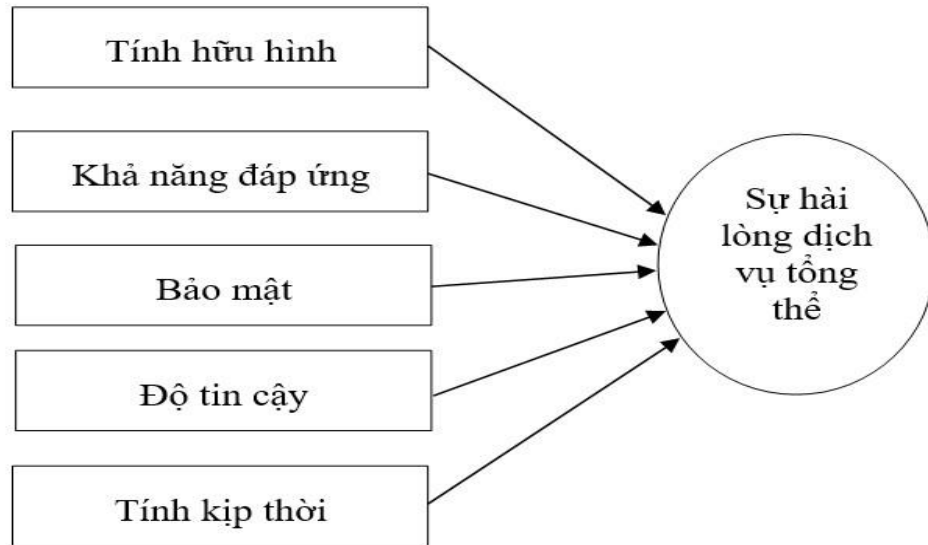 Tính hữu hình
Khả năng đáp ứng
Bảo mật
Độ tin cậy
Tính kịp thời
Sự hài
lòng dịch
vụ tổng
thể